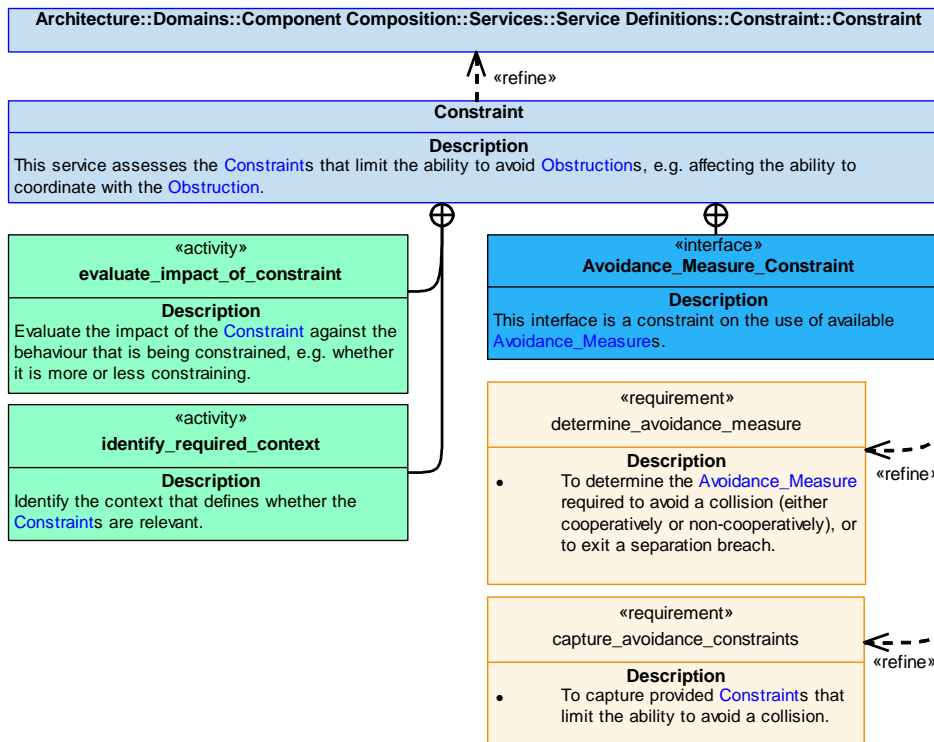 Architecture::Domains::Component Composition::Services::Service Definitions::Constraint::Constraint
«refine»
Constraint
Description
This service assesses the Constraints that limit the ability to avoid Obstructions, e.g. affecting the ability to
coordinate with the Obstruction.
«activity»
evaluate_impact_of_constraint
Description
Evaluate the impact of the Constraint against the
behaviour that is being constrained, e.g. whether
it is more or less constraining.
«activity»
identify_required_context
Description
Identify the context that defines whether the
Constraints are relevant.
«interface»
Avoidance_Measure_Constraint
Description
This interface is a constraint on the use of available
Avoidance_Measures.
«requirement»
determine_avoidance_measure
Description
• To determine the Avoidance_Measure
required to avoid a collision (either
cooperatively or non-cooperatively), or
to exit a separation breach.
«refine»
«requirement»
capture_avoidance_constraints
Description
• To capture provided Constraints that
limit the ability to avoid a collision.
«refine»